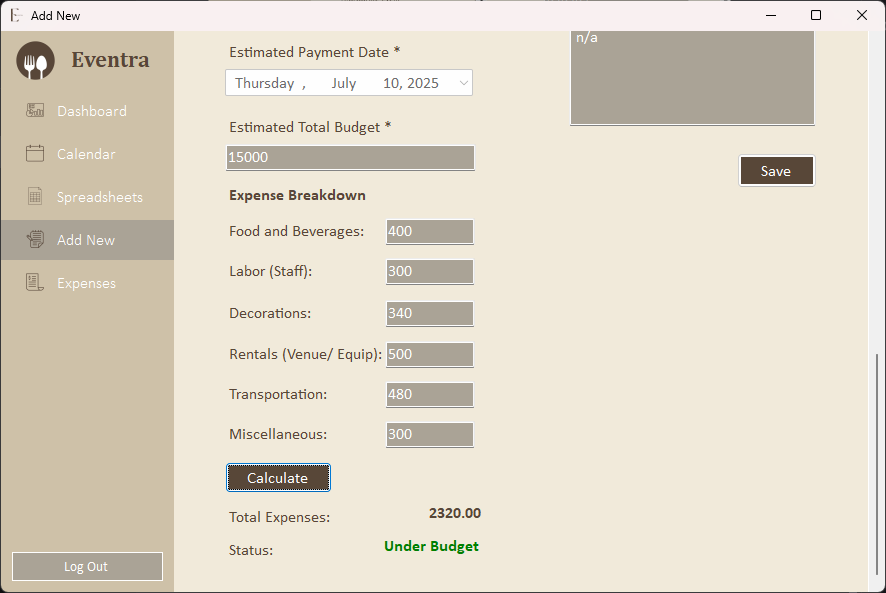 Add New
Eventra
Dashboard
Calendar
Spreadsheets
Add New
Expenses
Log Out
Estimated Payment Date *
Thursday , July 10, 2025
Estimated Total Budget *
15000
Expense Breakdown
Food and Beverages: 400
Labor (Staff): 300
Decorations: 340
Rentals (Venue/ Equip): 500
Transportation: 480
Miscellaneous: 300
Calculate
Total Expenses: 2320.00
Status: Under Budget
n/a
Save